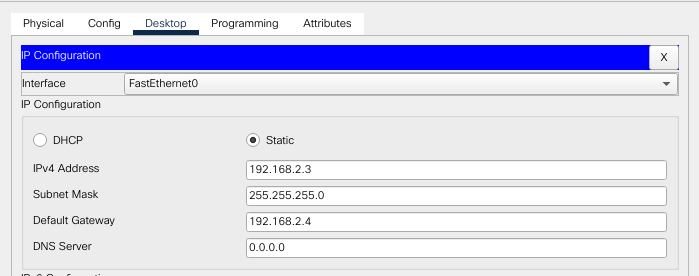 Physical Config Desktop Programming Attributes
IP Configuration X
Interface FastEthernet0
IP Configuration
DHCP Static
IPv4 Address 192.168.2.3
Subnet Mask 255.255.255.0
Default Gateway 192.168.2.4
DNS Server 0.0.0.0